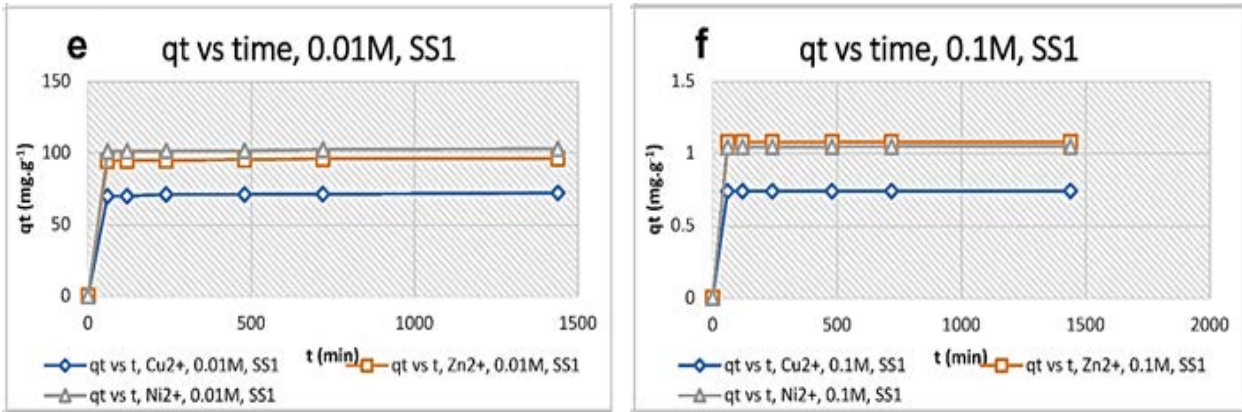 e
qt vs time, 0.01M, SS1
150
100
50
0
qt (mg.g-1)
0
500
1000
1500
t (min)
qt vs t, Cu2+, 0.01M, SS1
qt vs t, Zn2+, 0.01M, SS1
qt vs t, Ni2+, 0.01M, SS1
f
qt vs time, 0.1M, SS1
1.5
1
0.5
0
qt (mg.g¹)
0
500
1000
1500
2000
t (min)
qt vs t, Cu2+, 0.1M, SS1
qt vs t, Zn2+, 0.1M, SS1
qt vs t, Ni2+, 0.1M, SS1